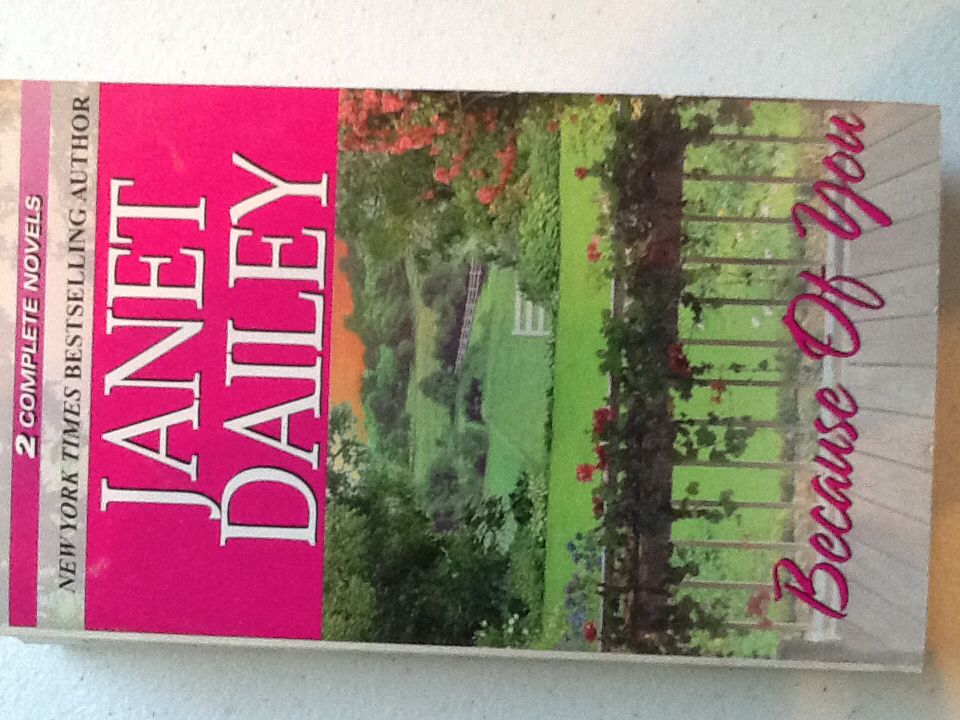 2 COMPLETE NOVELS
NEW YORK TIMES BESTSELLING AUTHOR
JANET
DAILEY
Because Of You